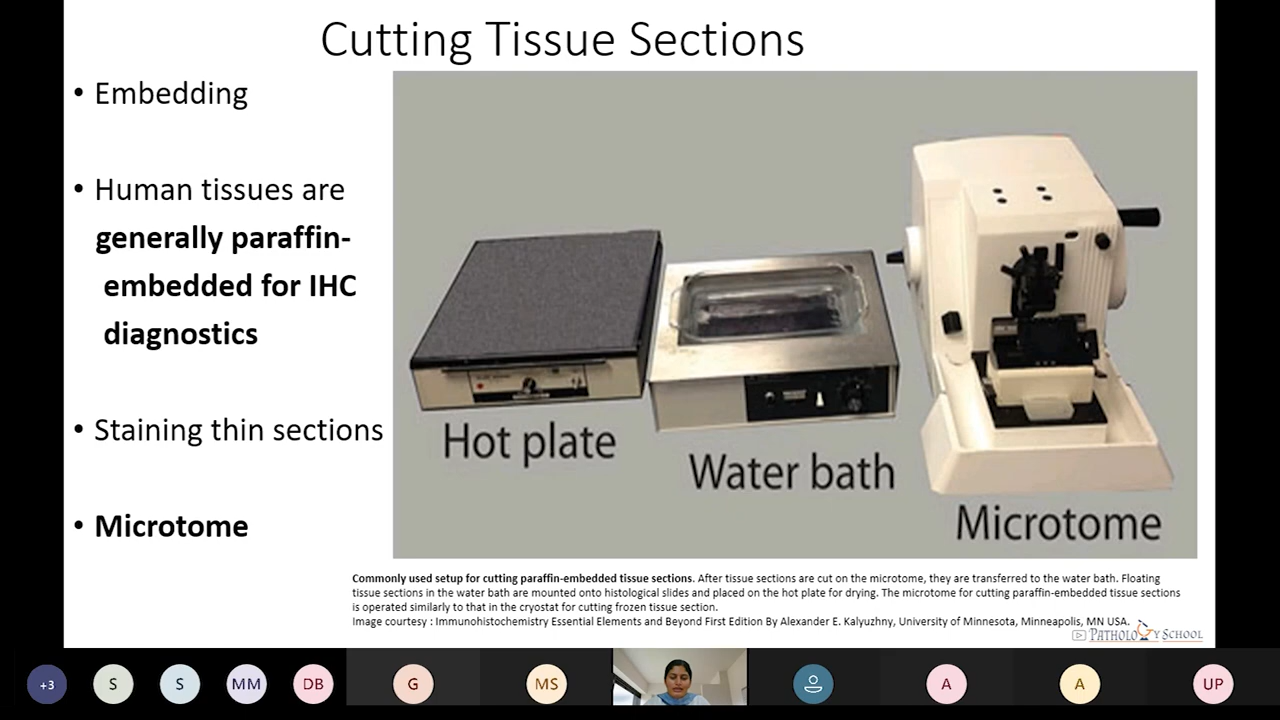 Cutting Tissue Sections
• Embedding
• Human tissues are
generally paraffin-
embedded for IHC
diagnostics
• Staining thin sections
• Microtome
Hot plate
Water bath
Microtome
Commonly used setup for cutting paraffin-embedded tissue sections. After tissue sections are cut on the microtome, they are transferred to the water bath. Floating
tissue sections in the water bath are mounted onto histological slides and placed on the hot plate for drying. The microtome for cutting paraffin-embedded tissue sections
is operated similarly to that in the cryostat for cutting frozen tissue section.
Image courtesy : Immunohistochemistry Essential Elements and Beyond First Edition By Alexander E. Kalyuzhny, University of Minnesota, Minneapolis, MN USA.
PATHOLOGY SCHOOL
+3
S
S
MM
DB
G
MS
A
A
UP